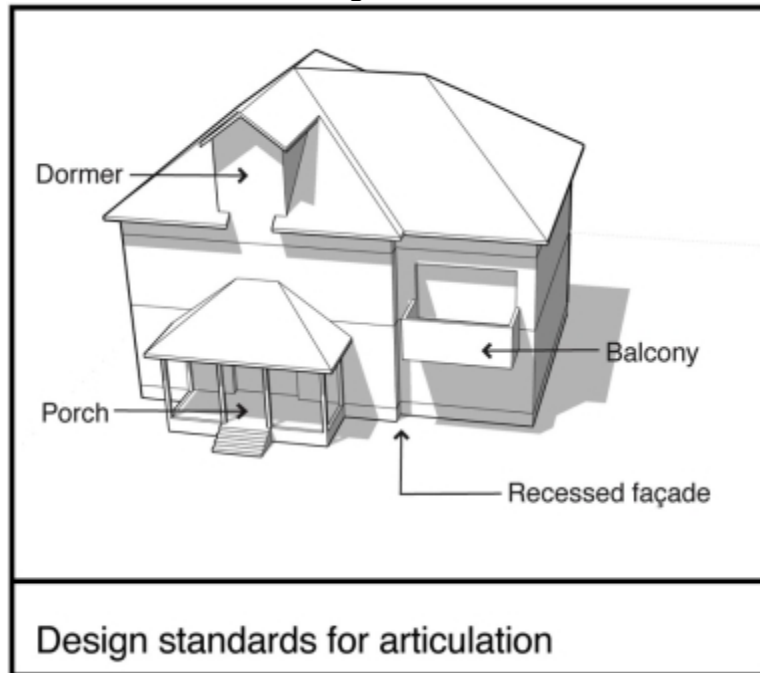 Dormer
Balcony
Porch
Recessed façade
Design standards for articulation